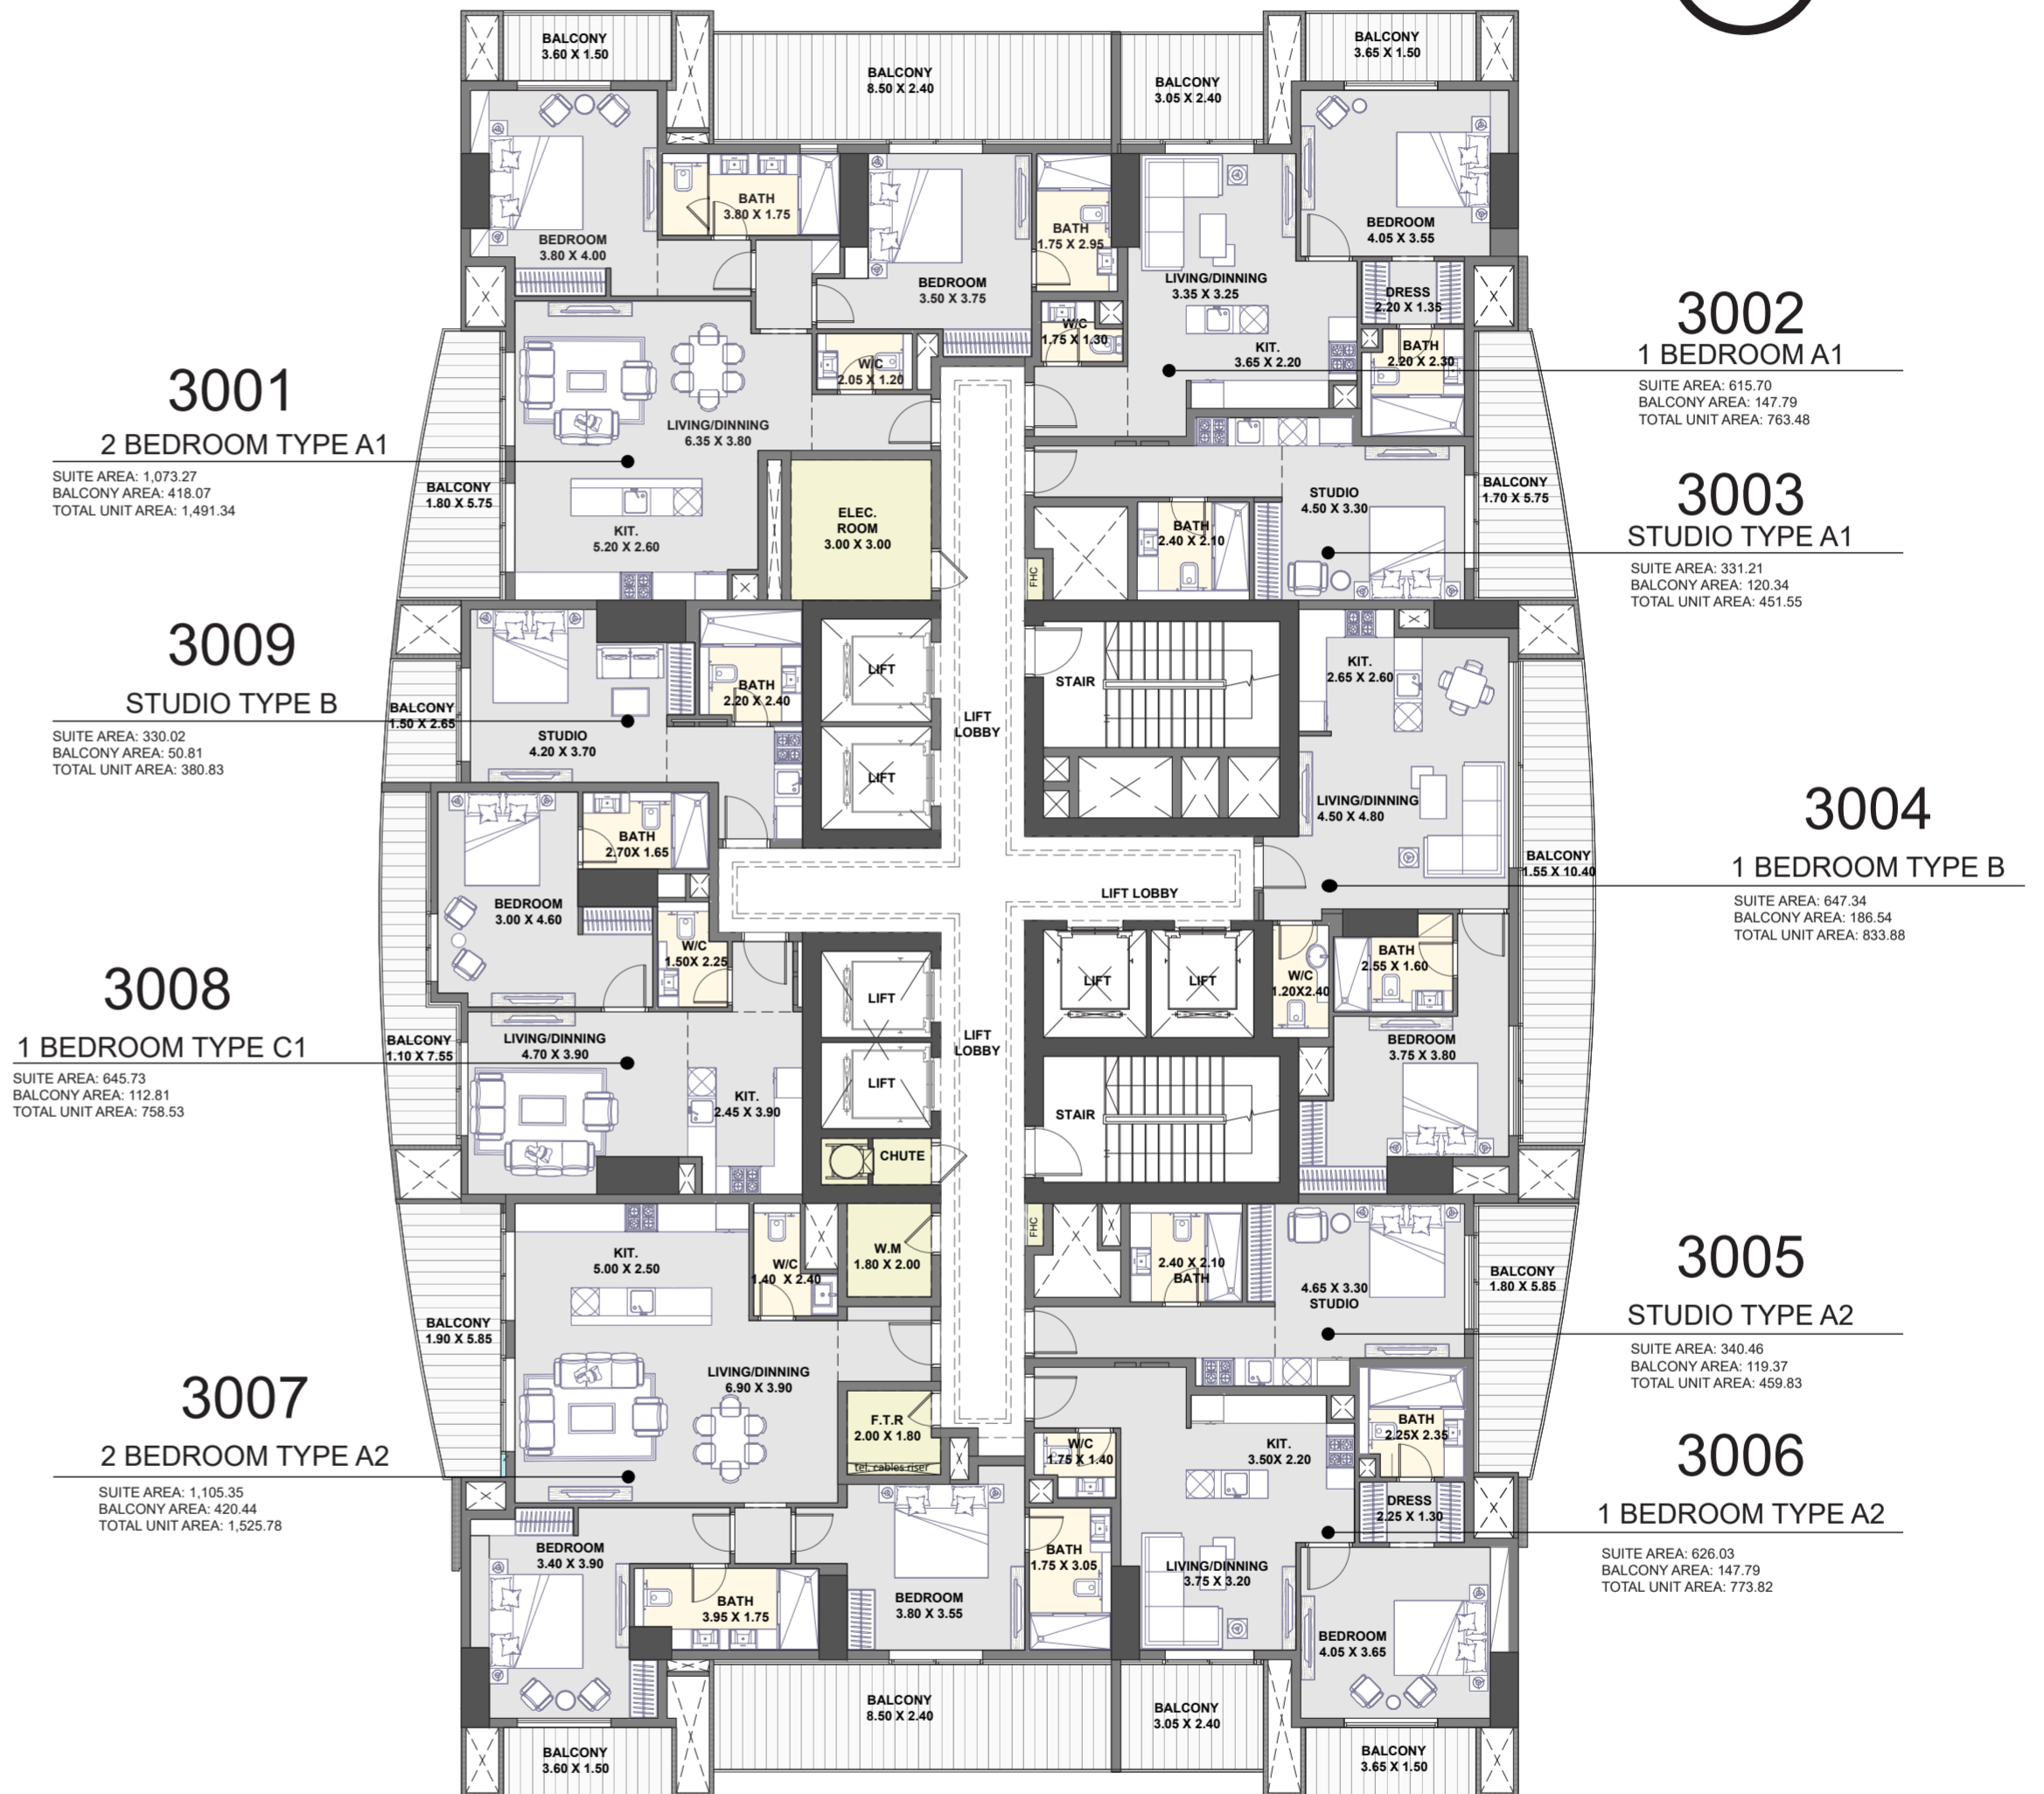 BALCONY
3.60 X 1.50
BALCONY
8.50 X 2.40
BALCONY
3.05 X 2.40
BALCONY
3.65 X 1.50
BATH
3.80 X 1.75
BEDROOM
3.80 X 4.00
BEDROOM
3.50 X 3.75
BATH
1.75 X 2.95
LIVING/DINNING
3.35 X 3.25
BEDROOM
4.05 X 3.55
DRESS
2.20 X 1.35
W/C
1.75 X 1.30
KIT.
3.65 X 2.20
BATH
2.20 X 2.30
W/C
2.05 X 1.20
LIVING/DINNING
6.35 X 3.80
3001
2 BEDROOM TYPE A1
SUITE AREA: 1,073.27
BALCONY AREA: 418.07
TOTAL UNIT AREA: 1,491.34
3002
1 BEDROOM A1
SUITE AREA: 615.70
BALCONY AREA: 147.79
TOTAL UNIT AREA: 763.48
BALCONY
1.80 X 5.75
KIT.
5.20 X 2.60
ELEC.
ROOM
3.00 X 3.00
FHC
BATH
2.40 X 2.10
STUDIO
4.50 X 3.30
BALCONY
1.70 X 5.75
3003
STUDIO TYPE A1
SUITE AREA: 331.21
BALCONY AREA: 120.34
TOTAL UNIT AREA: 451.55
3009
STUDIO TYPE B
SUITE AREA: 330.02
BALCONY AREA: 50.81
TOTAL UNIT AREA: 380.83
BALCONY
1.50 X 2.65
STUDIO
4.20 X 3.70
BATH
2.20 X 2.40
LIFT
LIFT
LIFT
LOBBY
STAIR
KIT.
2.65 X 2.60
LIVING/DINNING
4.50 X 4.80
BALCONY
1.55 X 10.40
3004
1 BEDROOM TYPE B
SUITE AREA: 647.34
BALCONY AREA: 186.54
TOTAL UNIT AREA: 833.88
BATH
2.70X 1.65
BEDROOM
3.00 X 4.60
W/C
1.50X 2.25
LIFT LOBBY
LIFT
LIFT
W/C
1.20X2.40
BATH
2.55 X 1.60
BEDROOM
3.75 X 3.80
3008
1 BEDROOM TYPE C1
SUITE AREA: 645.73
BALCONY AREA: 112.81
TOTAL UNIT AREA: 758.53
BALCONY
1.10 X 7.55
LIVING/DINNING
4.70 X 3.90
KIT.
2.45 X 3.90
LIFT
LIFT
LIFT
LOBBY
STAIR
CHUTE
W.M
1.80 X 2.00
FHC
2.40 X 2.10
BATH
4.65 X 3.30
STUDIO
BALCONY
1.80 X 5.85
3005
STUDIO TYPE A2
SUITE AREA: 340.46
BALCONY AREA: 119.37
TOTAL UNIT AREA: 459.83
KIT.
5.00 X 2.50
W/C
1.40 X 2.40
BALCONY
1.90 X 5.85
LIVING/DINNING
6.90 X 3.90
3007
2 BEDROOM TYPE A2
SUITE AREA: 1,105.35
BALCONY AREA: 420.44
TOTAL UNIT AREA: 1,525.78
F.T.R
2.00 X 1.80
tel. cables riser
W/C
1.75 X 1.40
KIT.
3.50X 2.20
BATH
2.25X 2.35
DRESS
2.25 X 1.30
3006
1 BEDROOM TYPE A2
SUITE AREA: 626.03
BALCONY AREA: 147.79
TOTAL UNIT AREA: 773.82
BEDROOM
3.40 X 3.90
BATH
3.95 X 1.75
BEDROOM
3.80 X 3.55
BATH
1.75 X 3.05
LIVING/DINNING
3.75 X 3.20
BEDROOM
4.05 X 3.65
BALCONY
3.60 X 1.50
BALCONY
8.50 X 2.40
BALCONY
3.05 X 2.40
BALCONY
3.65 X 1.50